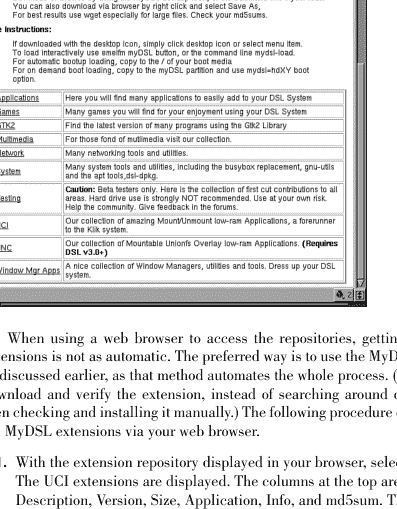 You can also download via browser by right click and select Save As,
For best results use wget especially for large files. Check your md5sums.
e Instructions:
If downloaded with the desktop icon, simply click desktop icon or select menu item.
To load interactively use emelfm myDSL button, or the command line mydsl-load.
For automatic bootup loading, copy to the / of your boot media
For on demand boot loading, copy to the myDSL partition and use mydsl=hdXY boot
option.
Applications Here you will find many applications to easily add to your DSL System
Games Many games you will find for your enjoyment using your DSL System
GTK2 Find the latest version of many programs using the Gtk2 Library
Multimedia For those fond of mutlimedia visit our collection.
Network Many networking tools and utilities.
System Many system tools and utilities, including the busybox replacement, gnu-utils
and the apt tools,dsl-dpkg.
Testing Caution: Beta testers only. Here is the collection of first cut contributions to all
areas. Hard drive use is strongly NOT recommended. Use at your own risk.
Help the community. Give feedback in the forums.
UCI Our collection of amazing Mount/Unmount low-ram Applications, a forerunner
to the Klik system.
UNC Our collection of Mountable Unionfs Overlay low-ram Applications. (Requires
DSL v3.0+)
Window Mgr Apps A nice collection of Window Managers, utilities and tools. Dress up your DSL
system.
2
When using a web browser to access the repositories, gettin
ensions is not as automatic. The preferred way is to use the MyD
discussed earlier, as that method automates the whole process. (
wnload and verify the extension, instead of searching around
en checking and installing it manually.) The following procedure
MyDSL extensions via your web browser.
1. With the extension repository displayed in your browser, selec
The UCI extensions are displayed. The columns at the top are
Description, Version, Size, Application, Info, and md5sum. Th